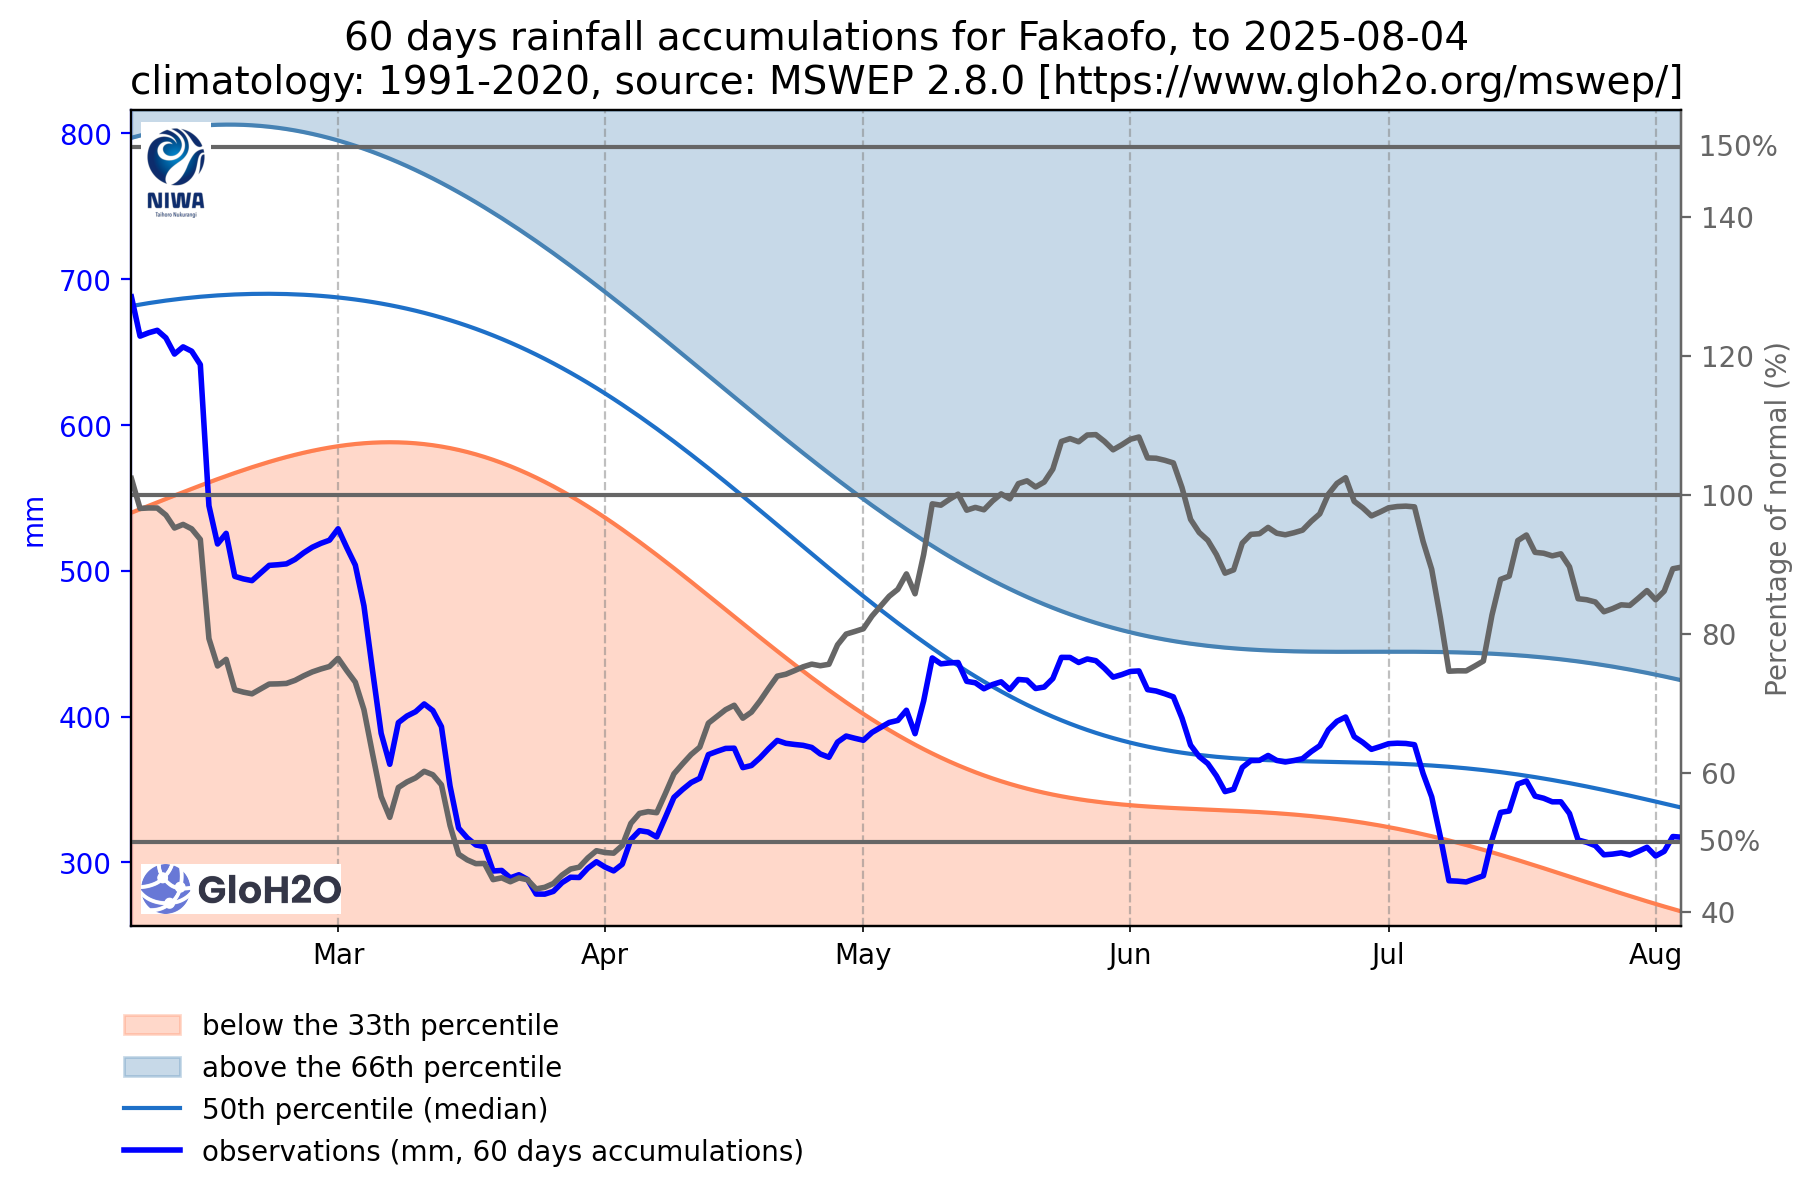 60 days rainfall accumulations for Fakaofo, to 2025-08-04
climatology: 1991-2020, source: MSWEP 2.8.0 [https://www.gloh2o.org/mswep/]
800
700
600
500
400
300
mm
150%
140
120
100
80
60
50%
40
Percentage of normal (%)
NIWA
Taihoro Nukurangi
GloH2O
Mar
Apr
May
Jun
Jul
Aug
below the 33th percentile
above the 66th percentile
50th percentile (median)
observations (mm, 60 days accumulations)